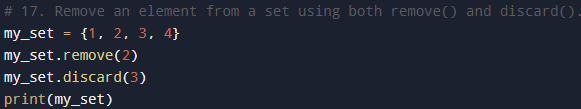 # 17. Remove an element from a set using both remove() and discard().
my_set = {1, 2, 3, 4}
my_set.remove(2)
my_set.discard(3)
print(my_set)